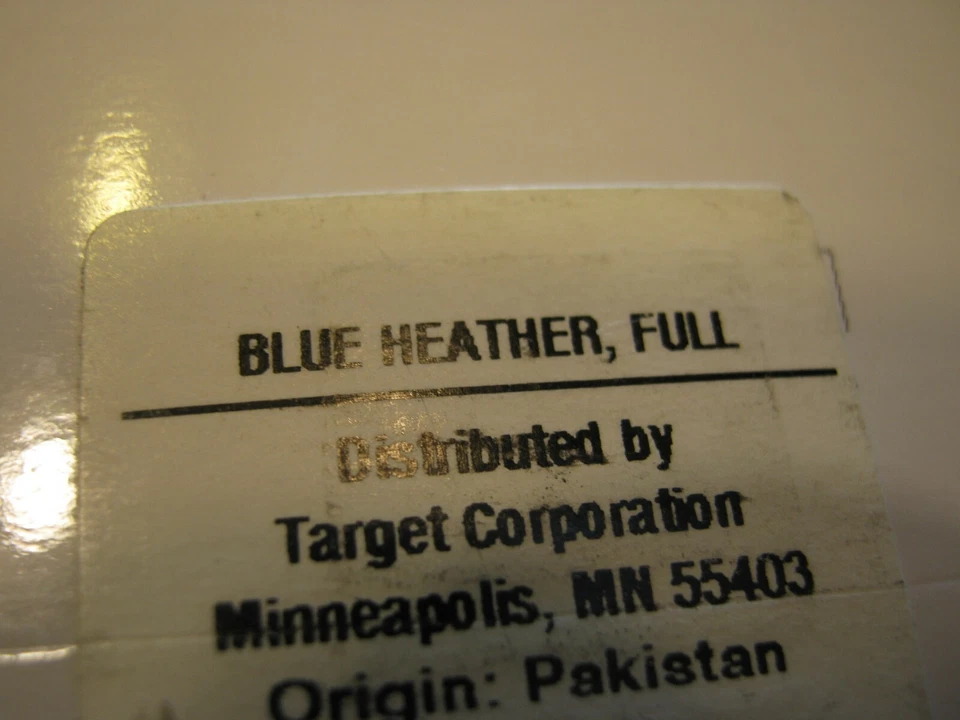 BLUE HEATHER, FULL
Distributed by
Target Corporation
Minneapolis, MN 55403
Origin: Pakistan